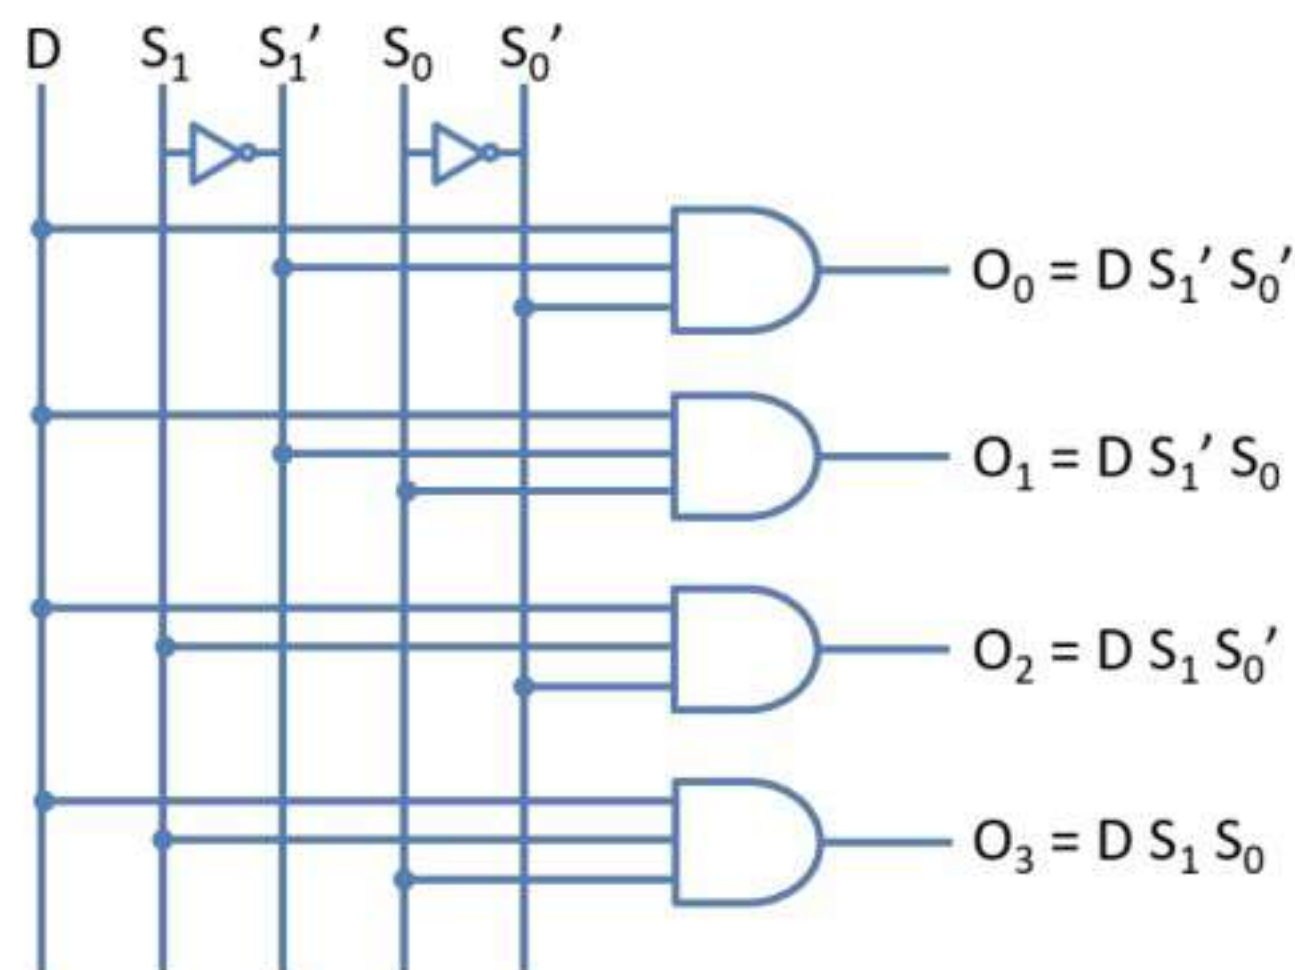 D S₁ S₁’ S₀ S₀’
O₀ = D S₁’ S₀’
O₁ = D S₁’ S₀
O₂ = D S₁ S₀’
O₃ = D S₁ S₀